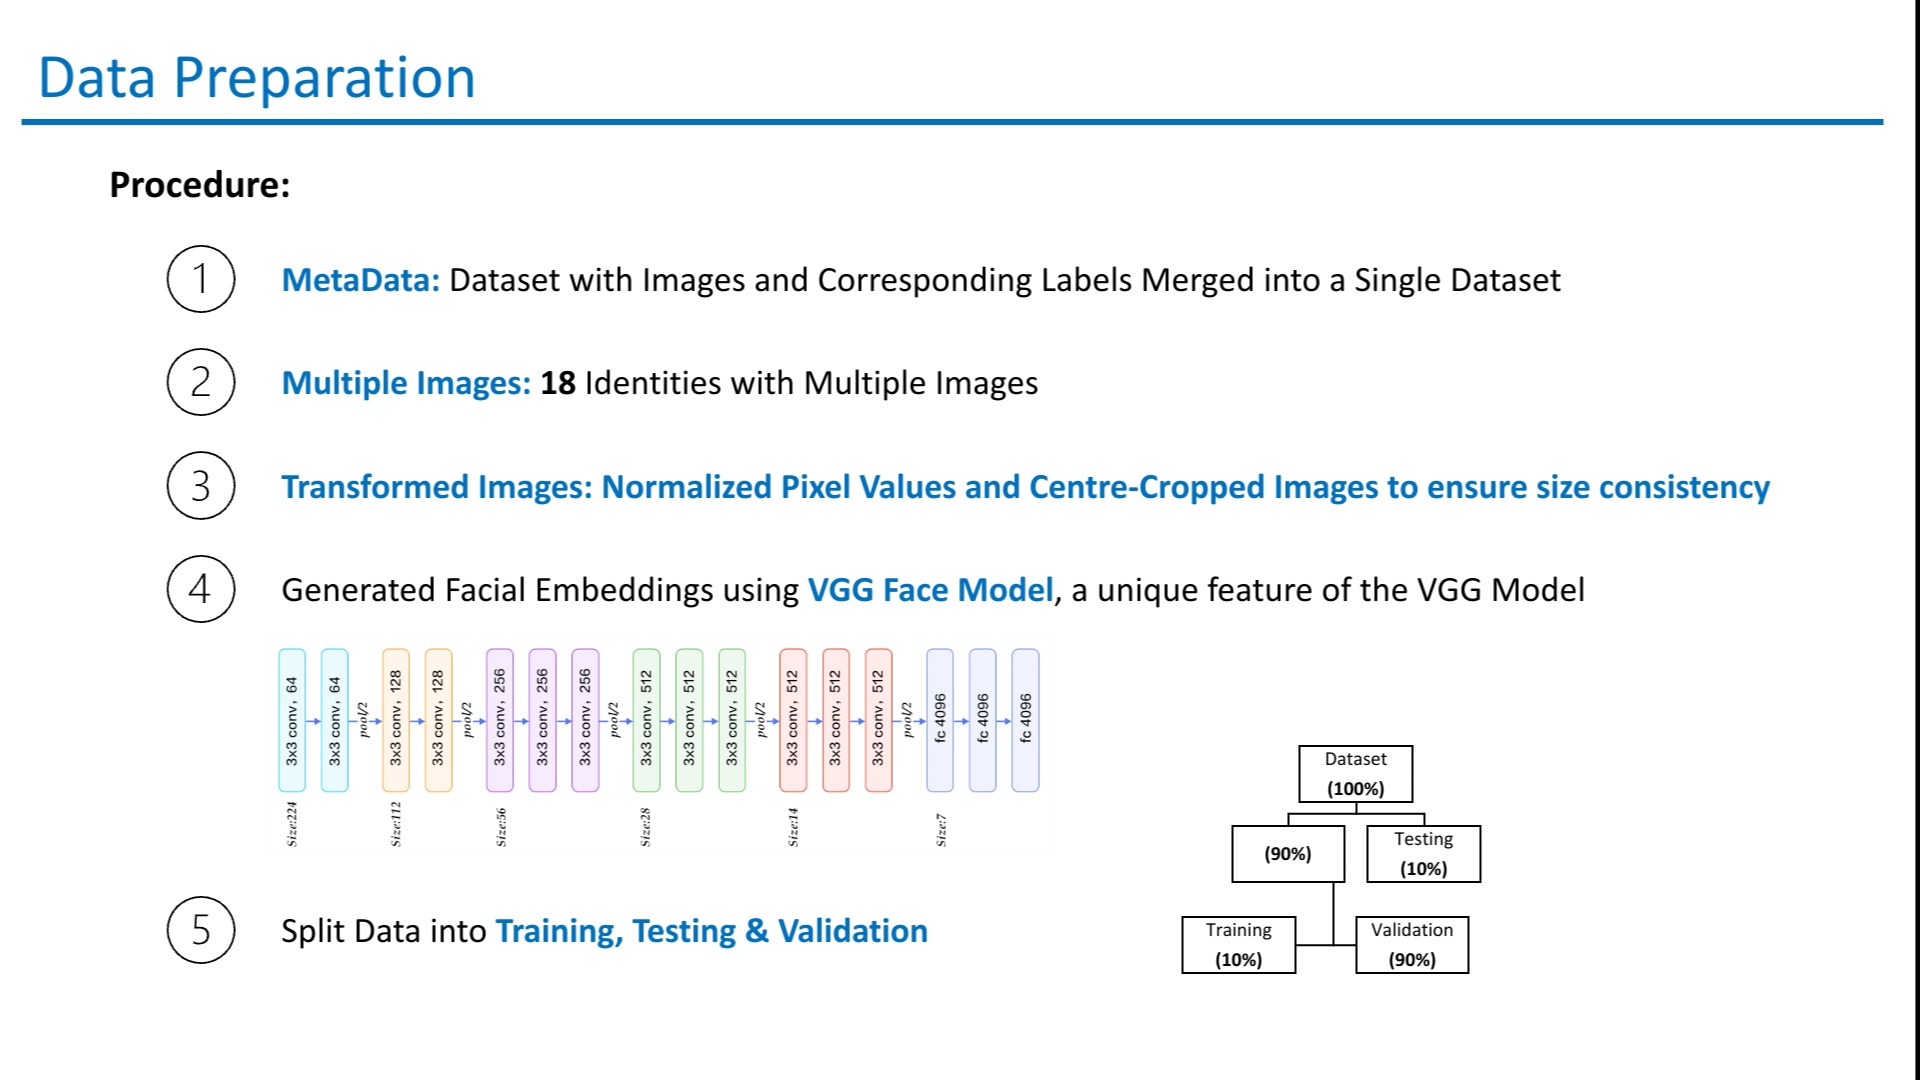 Data Preparation
Procedure:
1
MetaData: Dataset with Images and Corresponding Labels Merged into a Single Dataset
2
Multiple Images: 18 Identities with Multiple Images
3
Transformed Images: Normalized Pixel Values and Centre-Cropped Images to ensure size consistency
4
Generated Facial Embeddings using VGG Face Model, a unique feature of the VGG Model
3x3 conv, 64
3x3 conv, 64
pool/2
3x3 conv, 128
3x3 conv, 128
pool/2
3x3 conv, 256
3x3 conv, 256
3x3 conv, 256
pool/2
3x3 conv, 512
3x3 conv, 512
3x3 conv, 512
pool/2
3x3 conv, 512
3x3 conv, 512
3x3 conv, 512
pool/2
fc 4096
fc 4096
fc 4096
Size:224
Size:112
Size:56
Size:28
Size:14
Size:7
Dataset
(100%)
(90%)
Testing
(10%)
Training
(10%)
Validation
(90%)
5
Split Data into Training, Testing & Validation